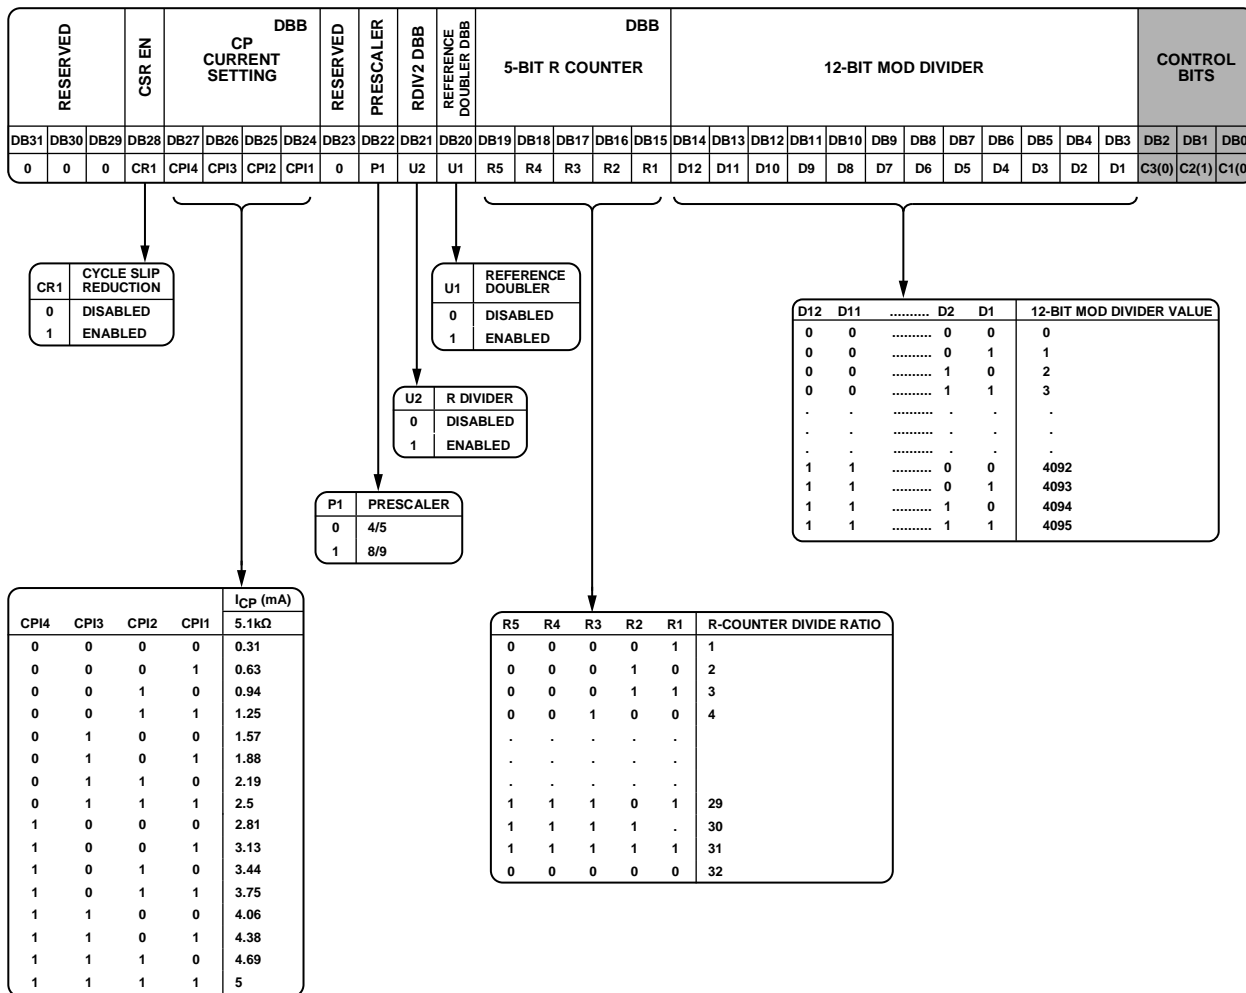 RESERVED
CSR EN
DBB
CP
CURRENT
SETTING
RESERVED
PRESCALER
RDIV2 DBB
REFERENCE
DOUBLER DBB
DBB
5-BIT R COUNTER
12-BIT MOD DIVIDER
CONTROL
BITS
DB31 DB30 DB29 DB28 DB27 DB26 DB25 DB24 DB23 DB22 DB21 DB20 DB19 DB18 DB17 DB16 DB15 DB14 DB13 DB12 DB11 DB10 DB9 DB8 DB7 DB6 DB5 DB4 DB3 DB2 DB1 DB0
0 0 0 CR1 CPI4 CPI3 CPI2 CPI1 0 P1 U2 U1 R5 R4 R3 R2 R1 D12 D11 D10 D9 D8 D7 D6 D5 D4 D3 D2 D1 C3(0) C2(1) C1(0
CR1 CYCLE SLIP
REDUCTION
0 DISABLED
1 ENABLED
U1 REFERENCE
DOUBLER
0 DISABLED
1 ENABLED
U2 R DIVIDER
0 DISABLED
1 ENABLED
P1 PRESCALER
0 4/5
1 8/9
D12 D11 .......... D2 D1 12-BIT MOD DIVIDER VALUE
0 0 .......... 0 0 0
0 0 .......... 0 1 1
0 0 .......... 1 0 2
0 0 .......... 1 1 3
. . .......... . . .
. . .......... . . .
. . .......... . . .
1 1 .......... 0 0 4092
1 1 .......... 0 1 4093
1 1 .......... 1 0 4094
1 1 .......... 1 1 4095
ICP (mA)
CPI4 CPI3 CPI2 CPI1 5.1kΩ
0 0 0 0 0.31
0 0 0 1 0.63
0 0 1 0 0.94
0 0 1 1 1.25
0 1 0 0 1.57
0 1 0 1 1.88
0 1 1 0 2.19
0 1 1 1 2.5
1 0 0 0 2.81
1 0 0 1 3.13
1 0 1 0 3.44
1 0 1 1 3.75
1 1 0 0 4.06
1 1 0 1 4.38
1 1 1 0 4.69
1 1 1 1 5
R5 R4 R3 R2 R1 R-COUNTER DIVIDE RATIO
0 0 0 0 1 1
0 0 0 1 0 2
0 0 0 1 1 3
0 0 1 0 0 4
. . . . .
. . . . .
. . . . .
1 1 1 0 1 29
1 1 1 1 . 30
1 1 1 1 1 31
0 0 0 0 0 32